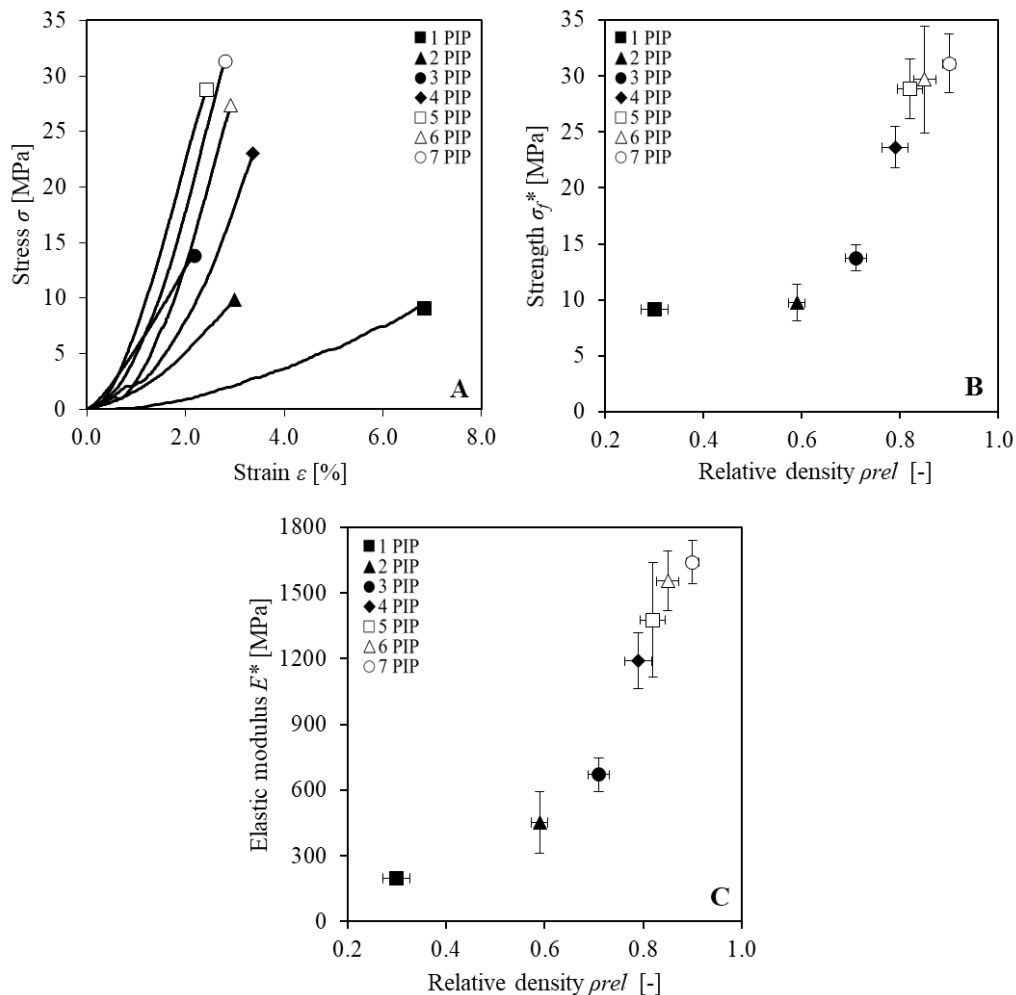 35
30
25
20
15
10
5
0
Stress σ [MPa]
0.0 2.0 4.0 6.0 8.0
Strain ε [%]
1 PIP
2 PIP
3 PIP
4 PIP
5 PIP
6 PIP
7 PIP
A
35
30
25
20
15
10
5
0
Strength σf* [MPa]
0.2 0.4 0.6 0.8 1.0
Relative density ρrel [-]
1 PIP
2 PIP
3 PIP
4 PIP
5 PIP
6 PIP
7 PIP
B
1800
1500
1200
900
600
300
0
Elastic modulus E* [MPa]
0.2 0.4 0.6 0.8 1.0
Relative density ρrel [-]
1 PIP
2 PIP
3 PIP
4 PIP
5 PIP
6 PIP
7 PIP
C